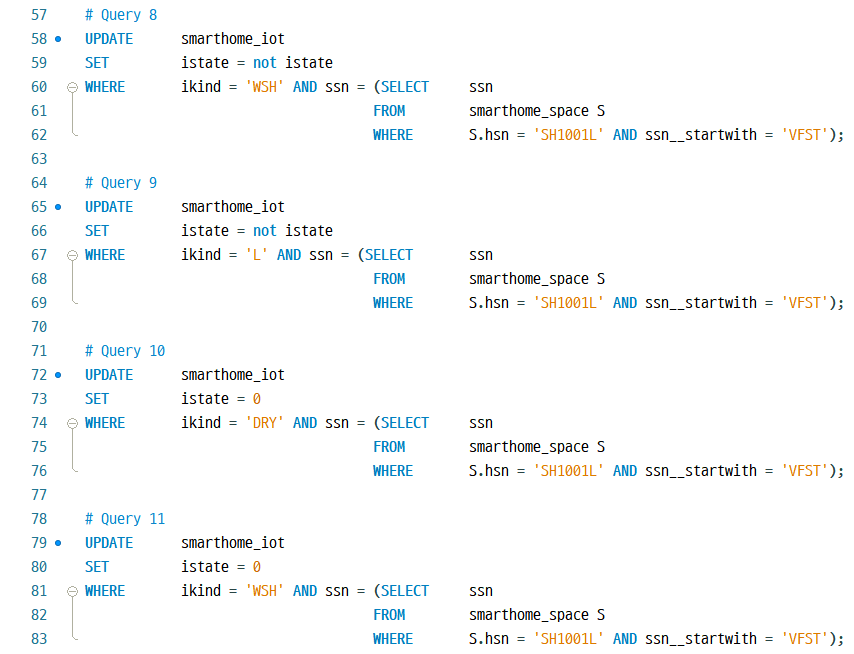 57 # Query 8
58 UPDATE smarthome_iot
59 SET istate = not istate
60 WHERE ikind = 'WSH' AND ssn = (SELECT ssn
61 FROM smarthome_space S
62 WHERE S.hsn = 'SH1001L' AND ssn__startwith = 'VFST');
63
64 # Query 9
65 UPDATE smarthome_iot
66 SET istate = not istate
67 WHERE ikind = 'L' AND ssn = (SELECT ssn
68 FROM smarthome_space S
69 WHERE S.hsn = 'SH1001L' AND ssn__startwith = 'VFST');
70
71 # Query 10
72 UPDATE smarthome_iot
73 SET istate = 0
74 WHERE ikind = 'DRY' AND ssn = (SELECT ssn
75 FROM smarthome_space S
76 WHERE S.hsn = 'SH1001L' AND ssn__startwith = 'VFST');
77
78 # Query 11
79 UPDATE smarthome_iot
80 SET istate = 0
81 WHERE ikind = 'WSH' AND ssn = (SELECT ssn
82 FROM smarthome_space S
83 WHERE S.hsn = 'SH1001L' AND ssn__startwith = 'VFST');